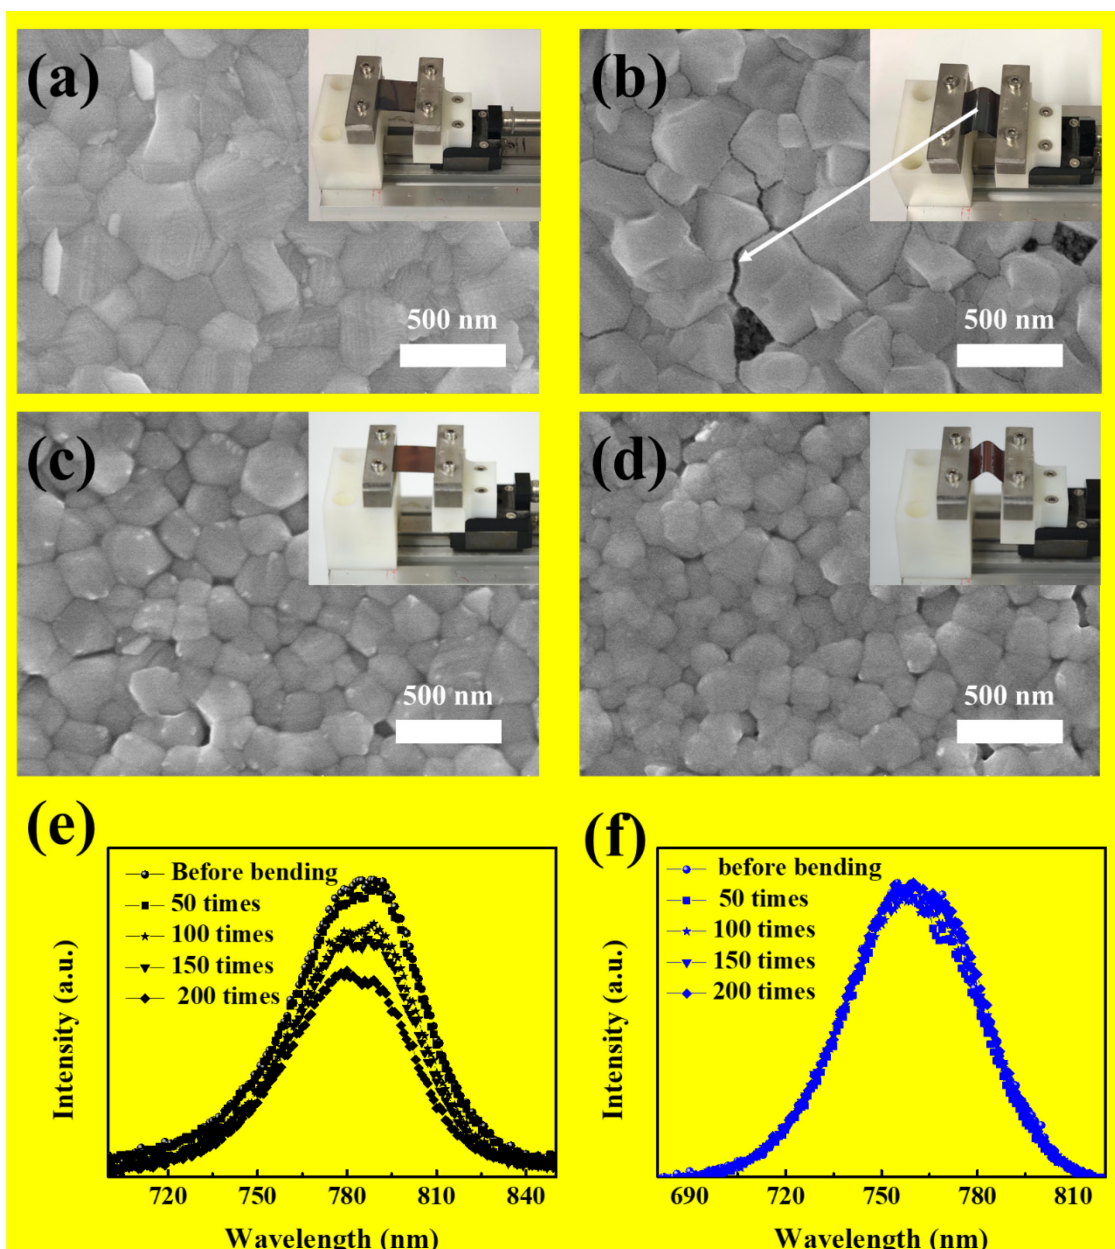 (a)
500 nm
(b)
500 nm
(c)
500 nm
(d)
500 nm
(e)
Before bending
50 times
100 times
150 times
200 times
Intensity (a.u.)
720 750 780 810 840
Wavelength (nm)
(f)
before bending
50 times
100 times
150 times
200 times
Intensity (a.u.)
690 720 750 780 810
Wavelength (nm)